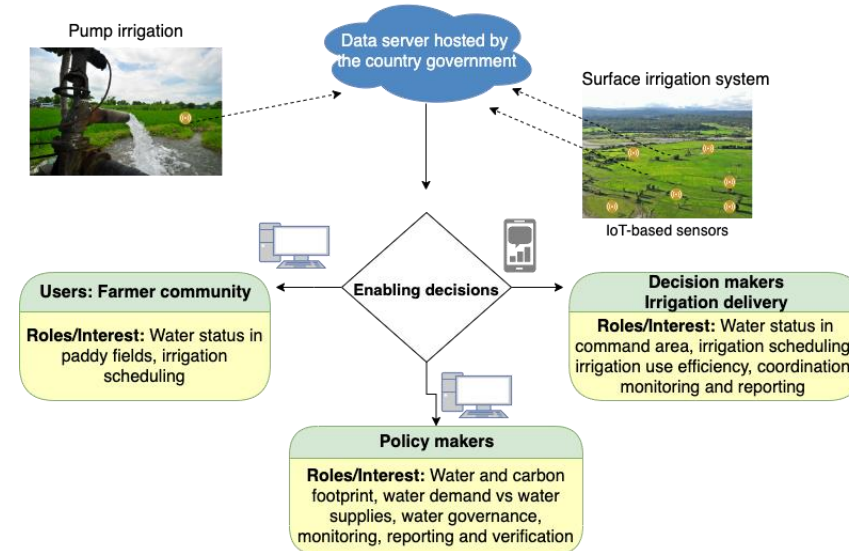 Pump irrigation
Data server hosted by
the country government
Surface irrigation system
IoT-based sensors
Enabling decisions
Users: Farmer community
Roles/Interest: Water status in
paddy fields, irrigation
scheduling
Decision makers
Irrigation delivery
Roles/Interest: Water status in
command area, irrigation scheduling
irrigation use efficiency, coordination
monitoring and reporting
Policy makers
Roles/Interest: Water and carbon
footprint, water demand vs water
supplies, water governance,
monitoring, reporting and verification